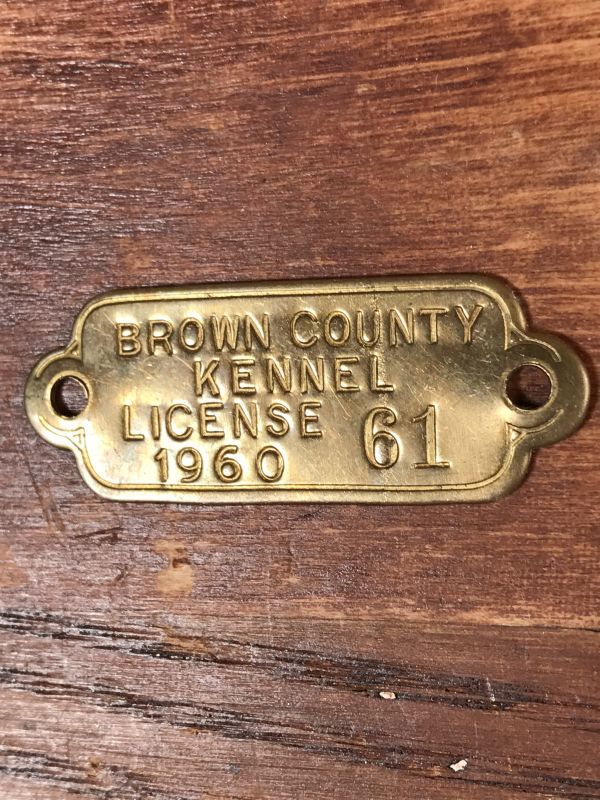 BROWN COUNTY
KENNEL
LICENSE 61
1960